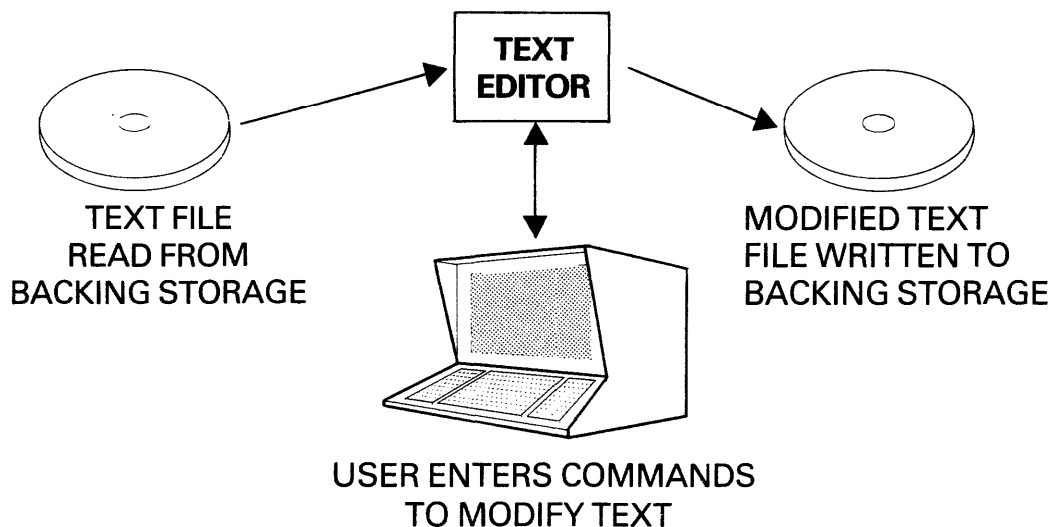 TEXT
EDITOR
TEXT FILE
READ FROM
BACKING STORAGE
MODIFIED TEXT
FILE WRITTEN TO
BACKING STORAGE
USER ENTERS COMMANDS
TO MODIFY TEXT